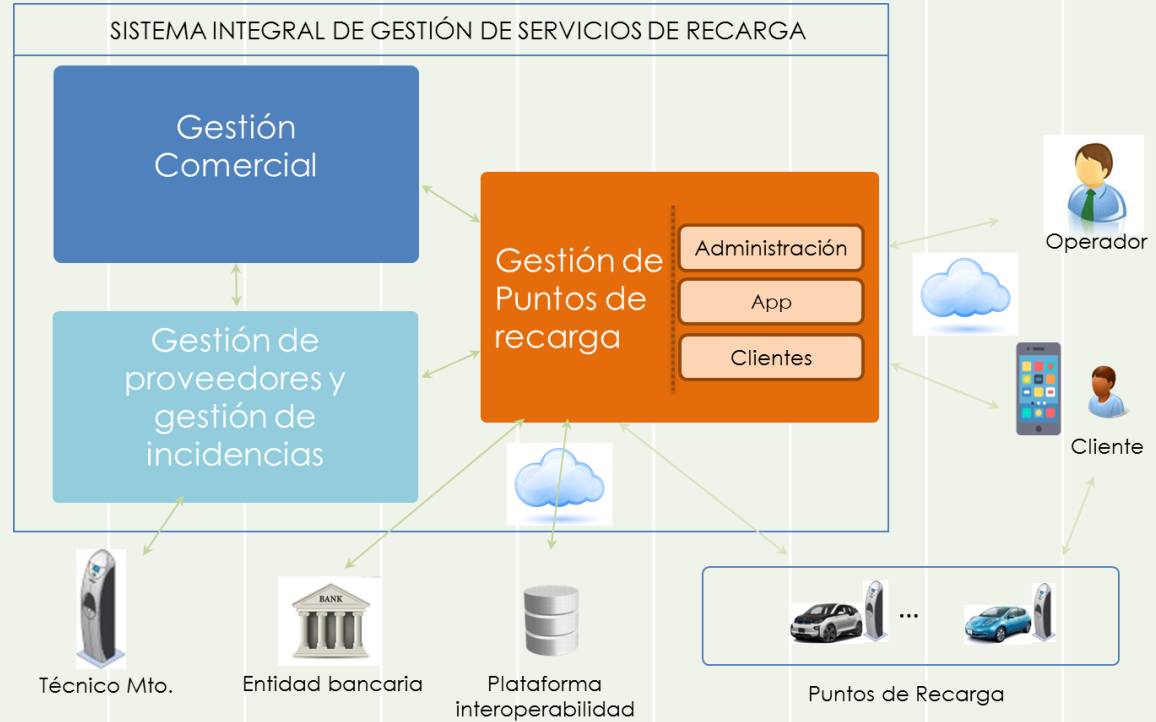 SISTEMA INTEGRAL DE GESTIÓN DE SERVICIOS DE RECARGA
Gestión
Comercial
Gestión de
proveedores y
gestión de
incidencias
Gestión de
Puntos de
recarga
Administración
App
Clientes
Operador
Cliente
Técnico Mto.
BANK
Entidad bancaria
Plataforma
interoperabilidad
...
Puntos de Recarga